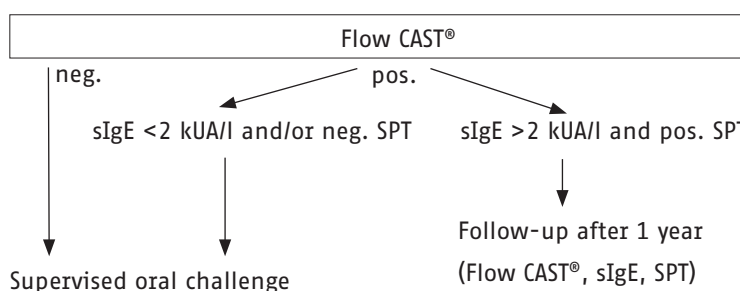 Flow CAST®
neg.
pos.
sIgE <2 kUA/l and/or neg. SPT
sIgE >2 kUA/l and pos. SPT
Follow-up after 1 year
(Flow CAST®, sIgE, SPT)
Supervised oral challenge